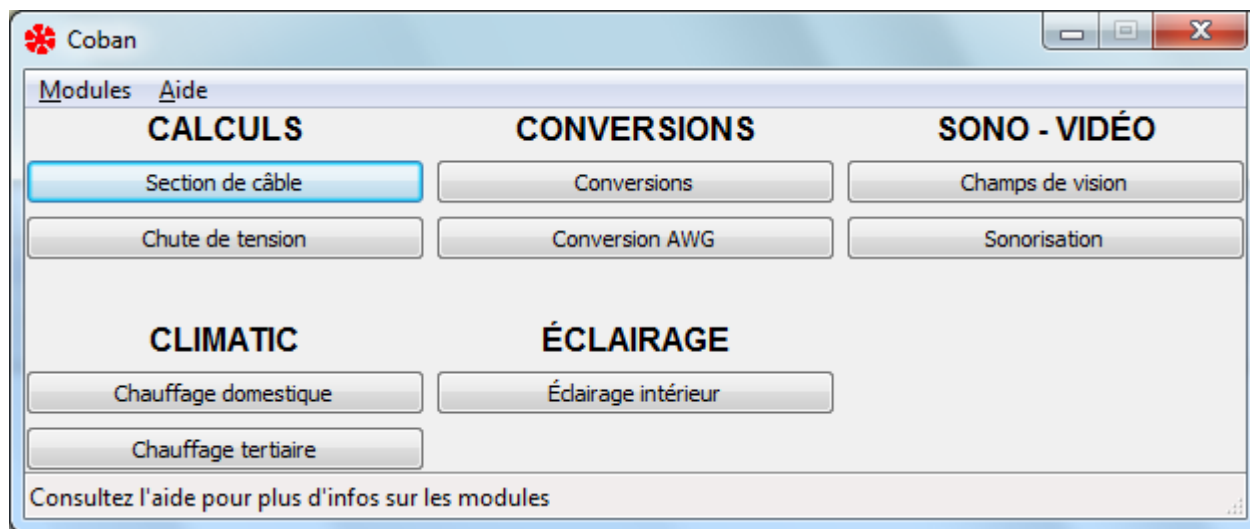 Coban
Modules Aide
CALCULS CONVERSIONS SONO - VIDÉO
Section de câble Conversions Champs de vision
Chute de tension Conversion AWG Sonorisation
CLIMATIC ÉCLAIRAGE
Chauffage domestique Éclairage intérieur
Chauffage tertiaire
Consultez l'aide pour plus d'infos sur les modules